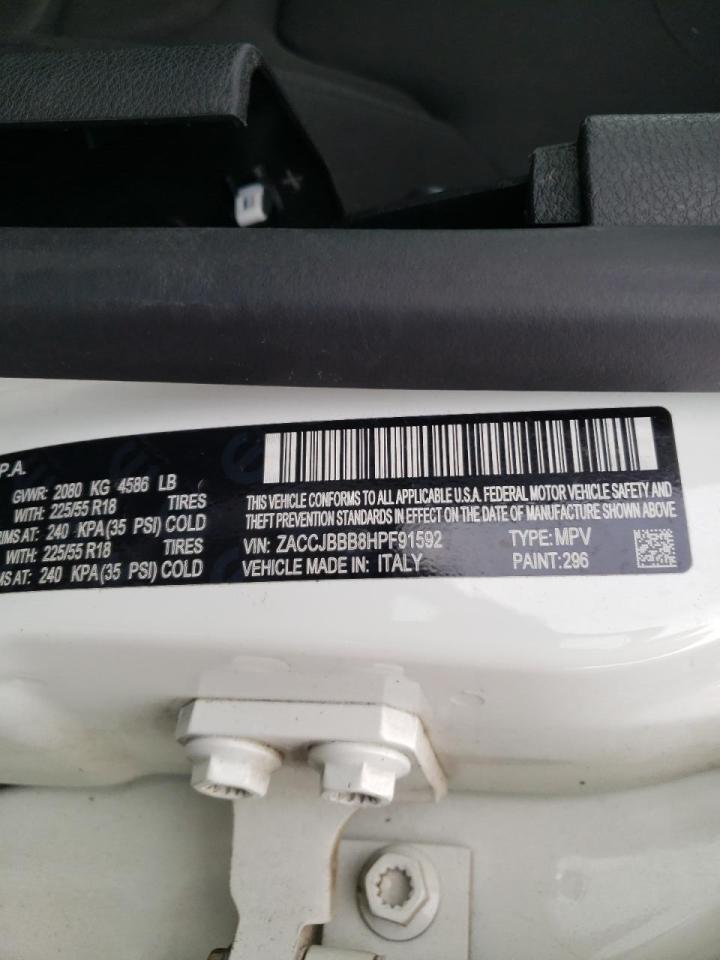 P.A.
GVWR: 2080 KG 4586 LB
WITH: 225/55 R18 TIRES
RIMS AT: 240 KPA (35 PSI) COLD
WITH: 225/55 R18 TIRES
MS AT: 240 KPA (35 PSI) COLD
THIS VEHICLE CONFORMS TO ALL APPLICABLE U.S.A. FEDERAL MOTOR VEHICLE SAFETY AND
THEFT PREVENTION STANDARDS IN EFFECT ON THE DATE OF MANUFACTURE SHOWN ABOVE
VIN: ZACCJBBB8HPF91592 TYPE: MPV
VEHICLE MADE IN: ITALY PAINT: 296